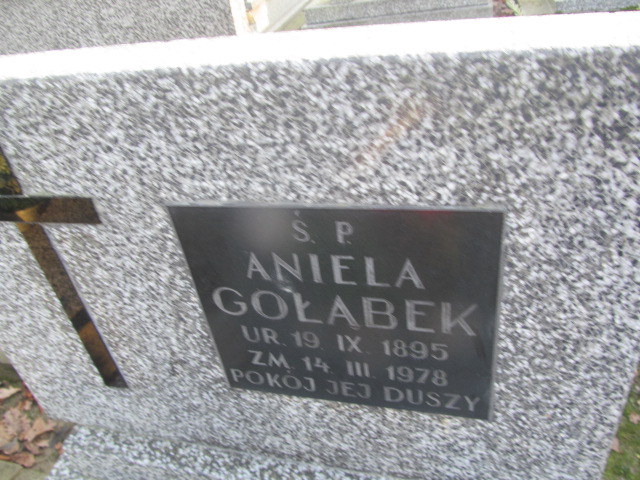 Ś. P.
ANIELA
GOŁĄBEK
UR. 19. IX. 1895
ZM. 14. III 1978
POKÓJ JEJ DUSZY